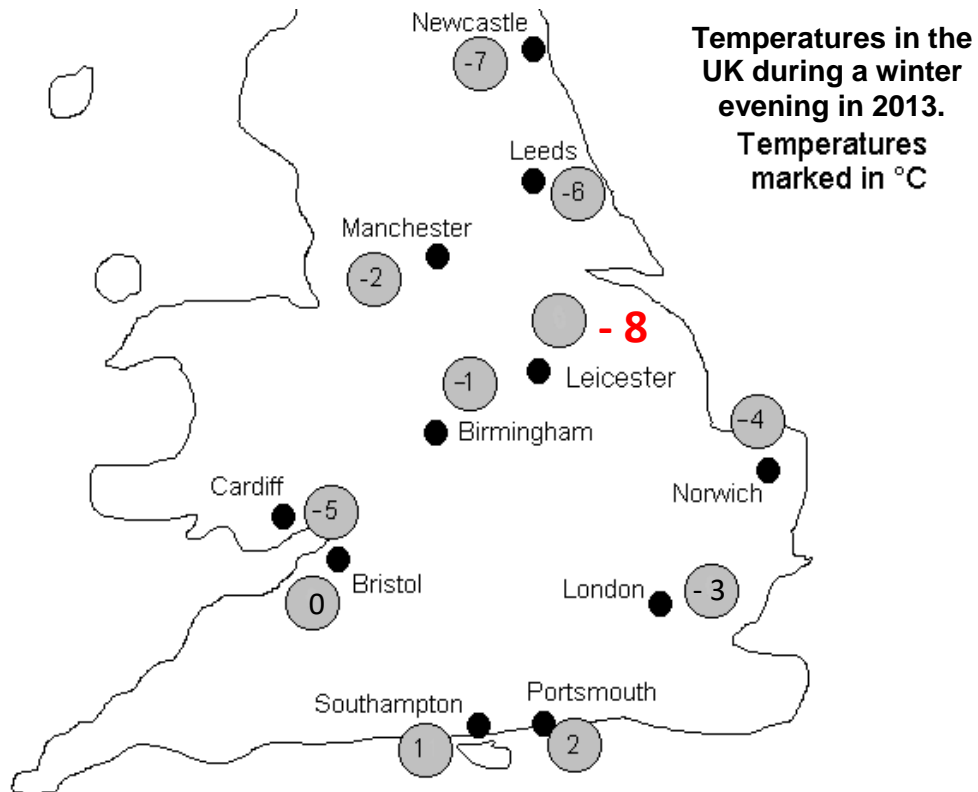 Newcastle
-7
Temperatures in the
UK during a winter
evening in 2013.
Temperatures
marked in °C
Leeds
-6
Manchester
-2
- 8
Leicester
-1
Birmingham
-4
Norwich
Cardiff
-5
Bristol
0
London
- 3
Southampton
1
Portsmouth
2